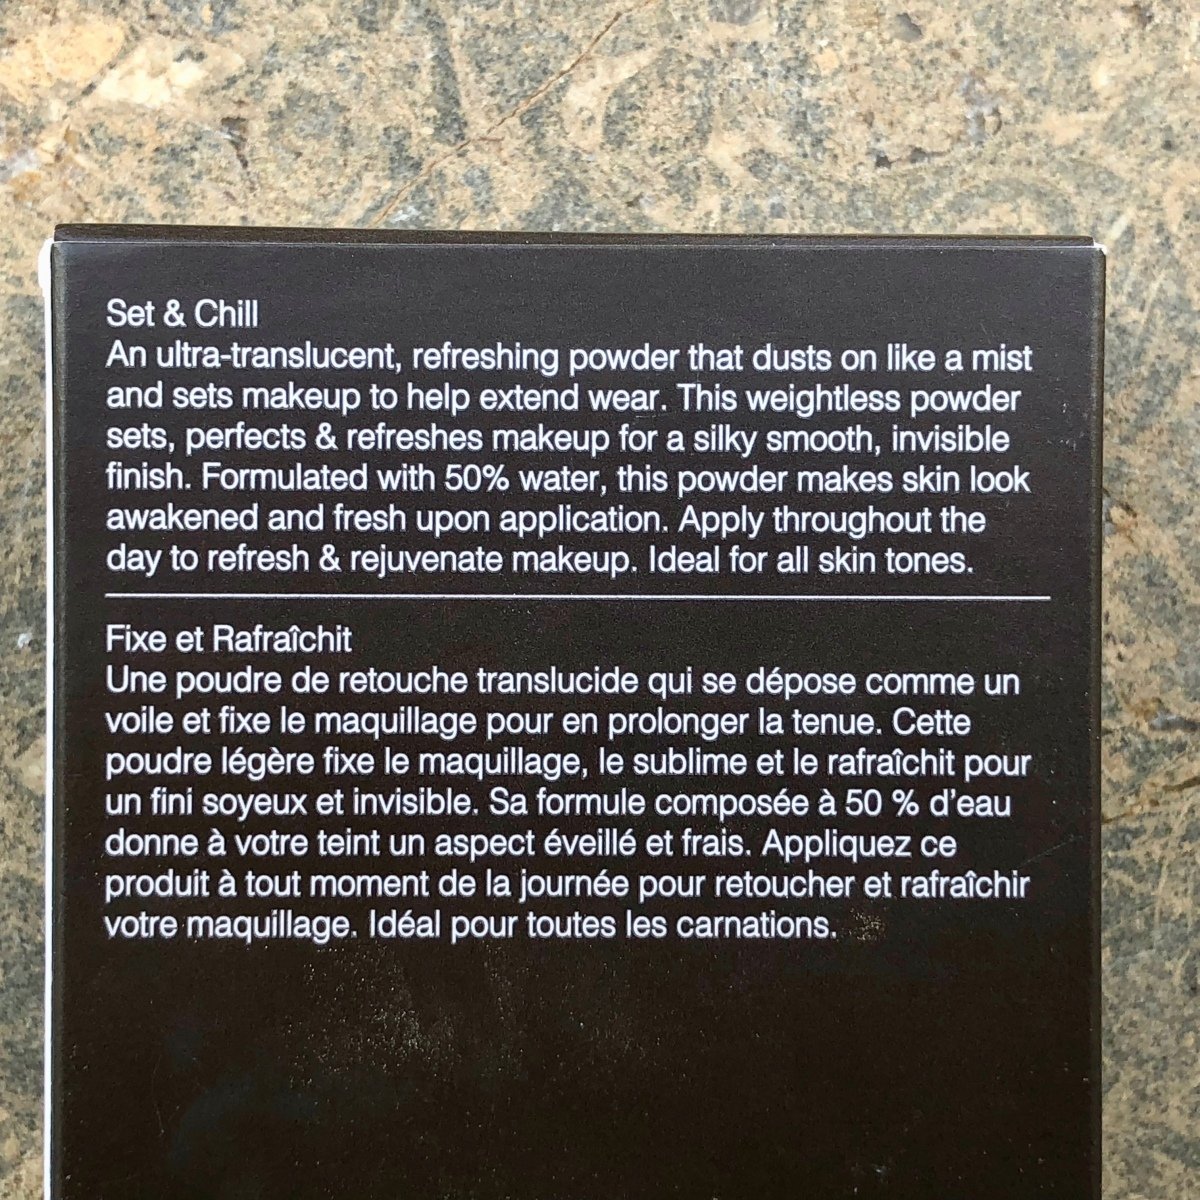 Set & Chill
An ultra-translucent, refreshing powder that dusts on like a mist
and sets makeup to help extend wear. This weightless powder
sets, perfects & refreshes makeup for a silky smooth, invisible
finish. Formulated with 50% water, this powder makes skin look
awakened and fresh upon application. Apply throughout the
day to refresh & rejuvenate makeup. Ideal for all skin tones.
Fixe et Rafraîchit
Une poudre de retouche translucide qui se dépose comme un
voile et fixe le maquillage pour en prolonger la tenue. Cette
poudre légère fixe le maquillage, le sublime et le rafraîchit pour
un fini soyeux et invisible. Sa formule composée à 50 % d’eau
donne à votre teint un aspect éveillé et frais. Appliquez ce
produit à tout moment de la journée pour retoucher et rafraîchir
votre maquillage. Idéal pour toutes les carnations.